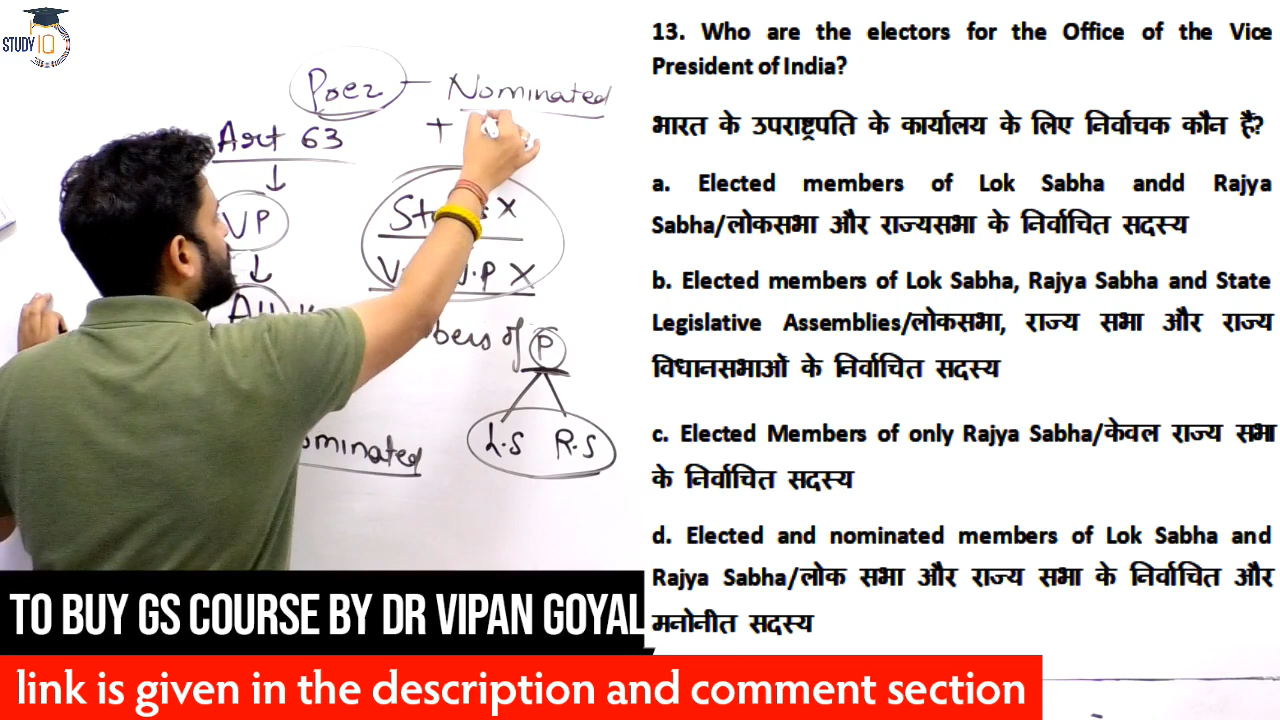 STUDY IQ
Poez — Nominated
Art 63 +
↓
VP X
↓ V.P X
All
bers of P
L.S R.S
ominated
13. Who are the electors for the Office of the Vice
President of India?
भारत के उपराष्ट्रपति के कार्यालय के लिए निर्वाचक कौन हैं?
a. Elected members of Lok Sabha andd Rajya
Sabha/लोकसभा और राज्यसभा के निर्वाचित सदस्य
b. Elected members of Lok Sabha, Rajya Sabha and State
Legislative Assemblies/लोकसभा, राज्य सभा और राज्य
विधानसभाओं के निर्वाचित सदस्य
c. Elected Members of only Rajya Sabha/केवल राज्य सभा
के निर्वाचित सदस्य
d. Elected and nominated members of Lok Sabha and
Rajya Sabha/लोक सभा और राज्य सभा के निर्वाचित और
मनोनीत सदस्य
TO BUY GS COURSE BY DR VIPAN GOYAL
link is given in the description and comment section